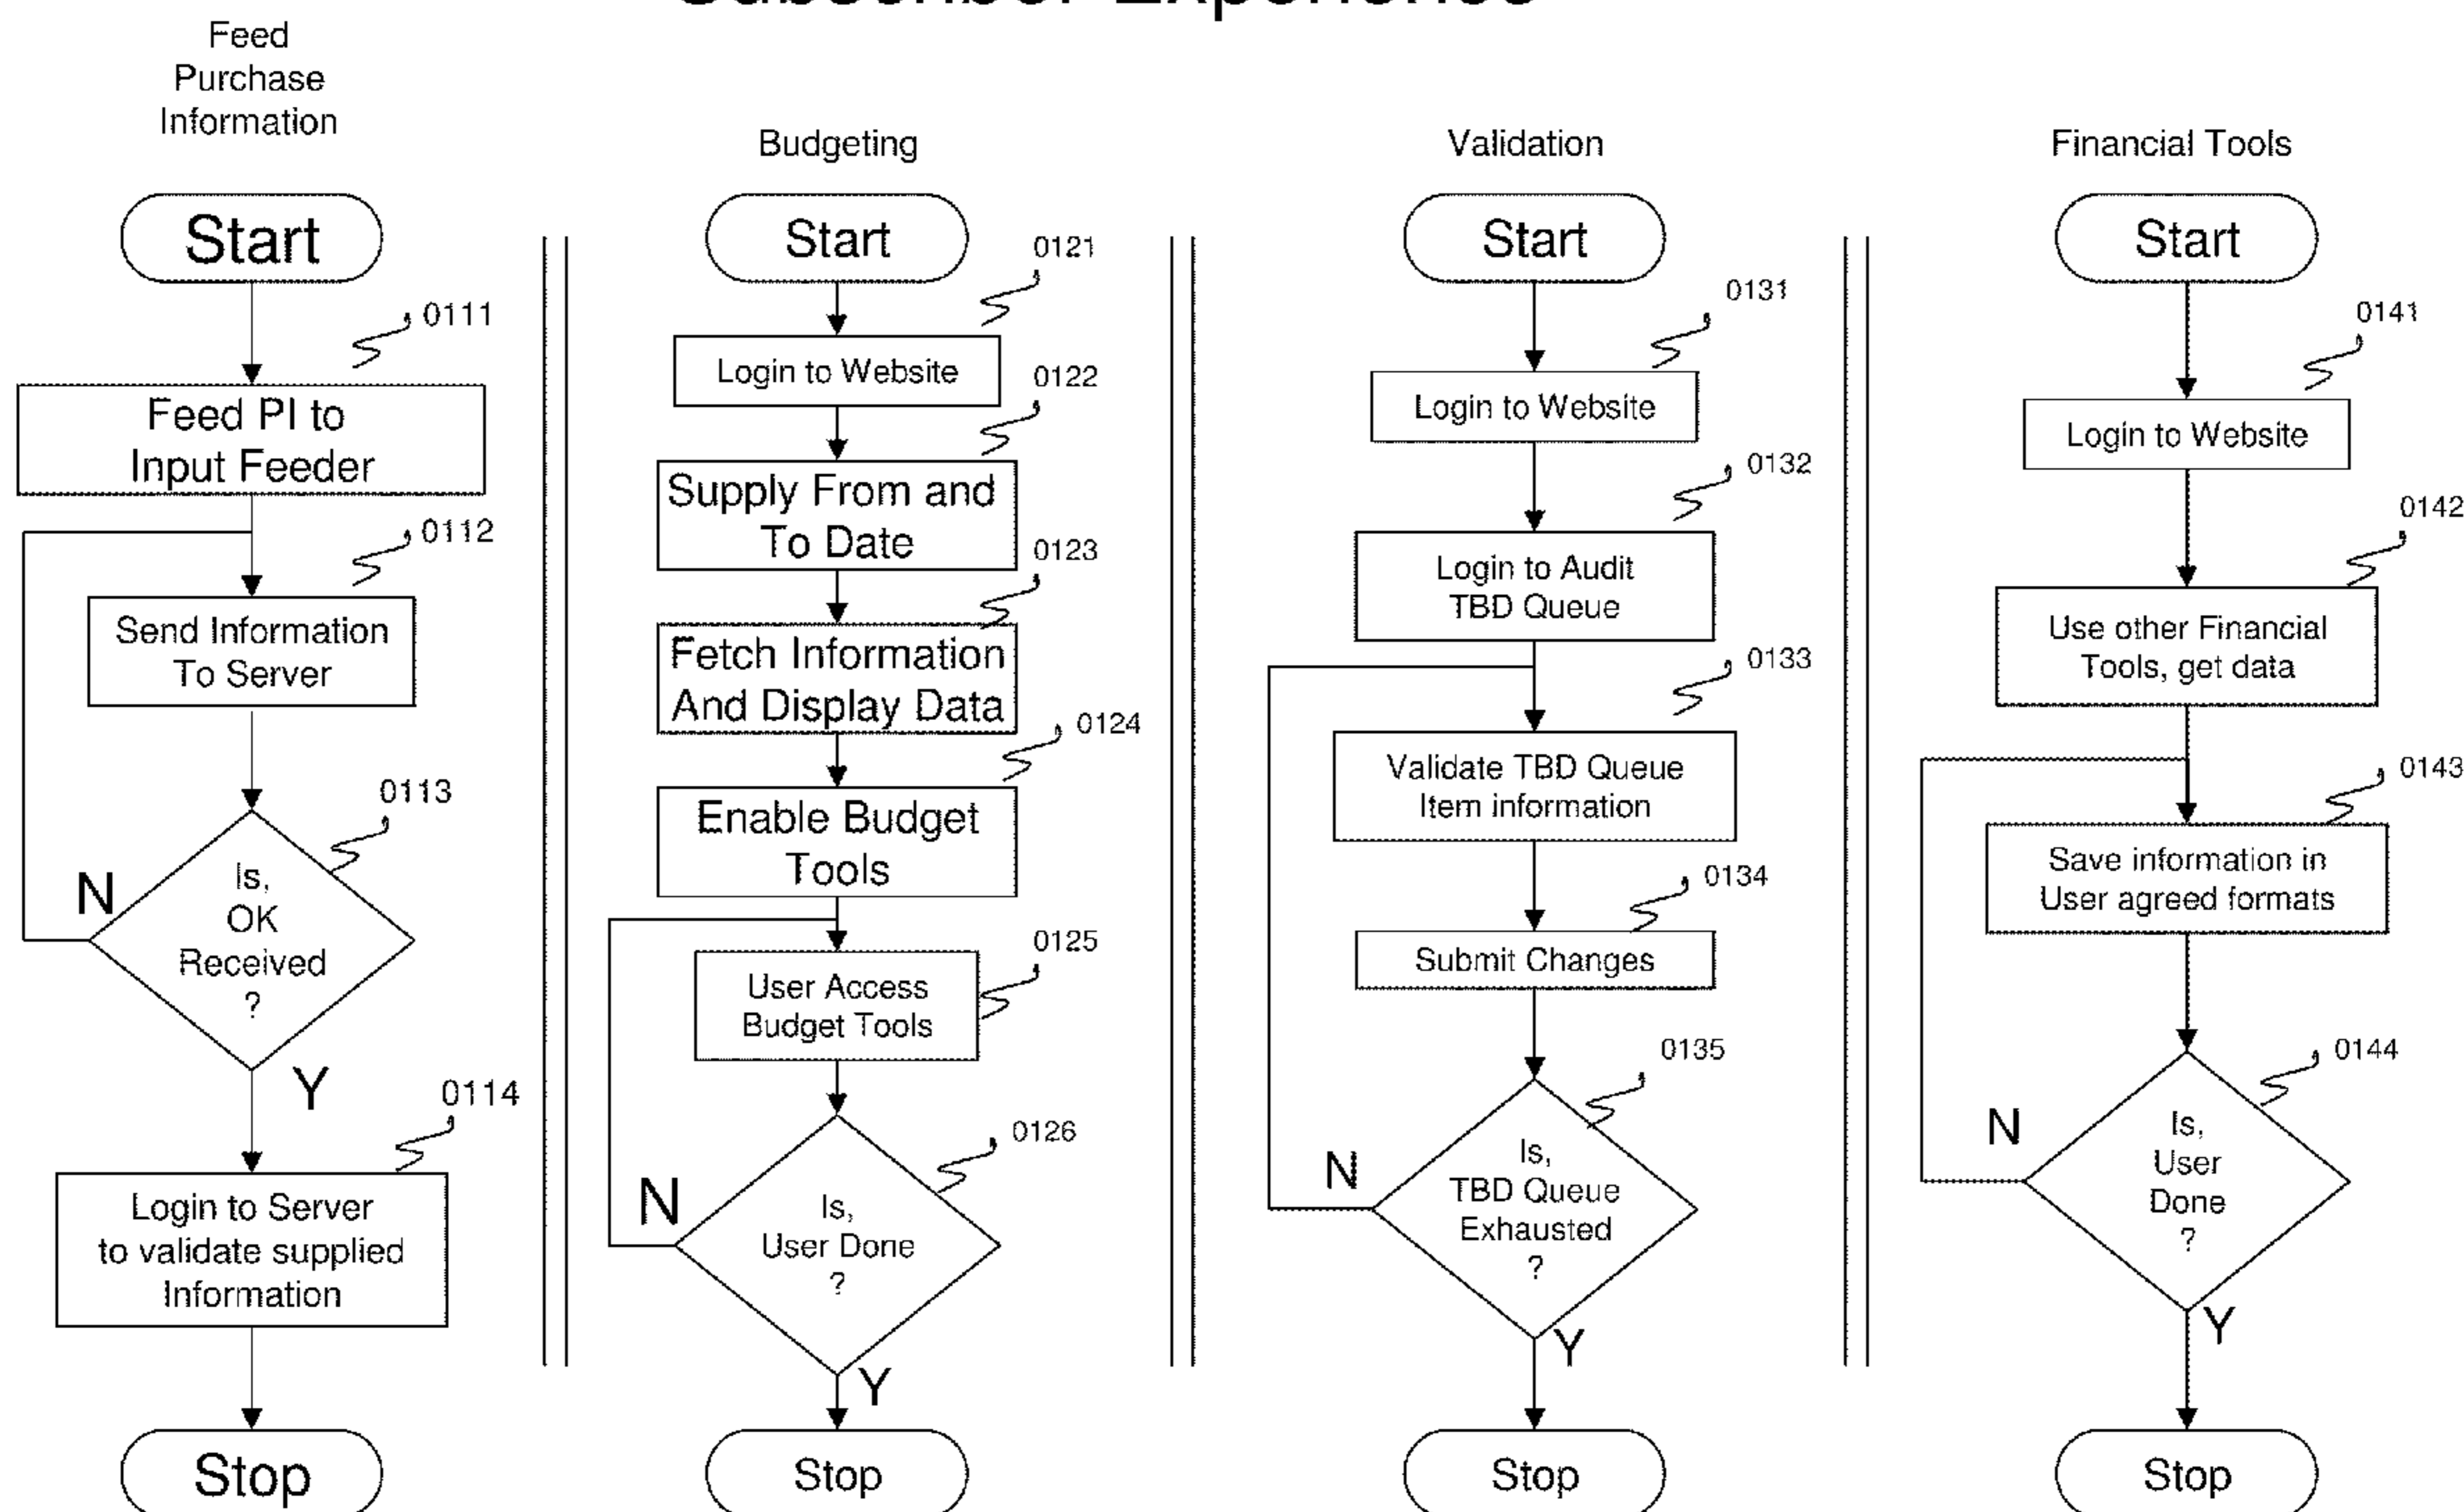 Subscriber Experience
Feed
Purchase
Information
Start
0111
Feed PI to
Input Feeder
0112
Send Information
To Server
0113
Is,
OK
Received
?
N
Y
0114
Login to Server
to validate supplied
Information
Stop
Budgeting
Start
0121
Login to Website
0122
Supply From and
To Date
0123
Fetch Information
And Display Data
0124
Enable Budget
Tools
0125
User Access
Budget Tools
0126
Is,
User Done
?
N
Y
Stop
Validation
Start
0131
Login to Website
0132
Login to Audit
TBD Queue
0133
Validate TBD Queue
Item information
0134
Submit Changes
0135
Is,
TBD Queue
Exhausted
?
N
Y
Stop
Financial Tools
Start
0141
Login to Website
0142
Use other Financial
Tools, get data
0143
Save information in
User agreed formats
0144
Is,
User
Done
?
N
Y
Stop